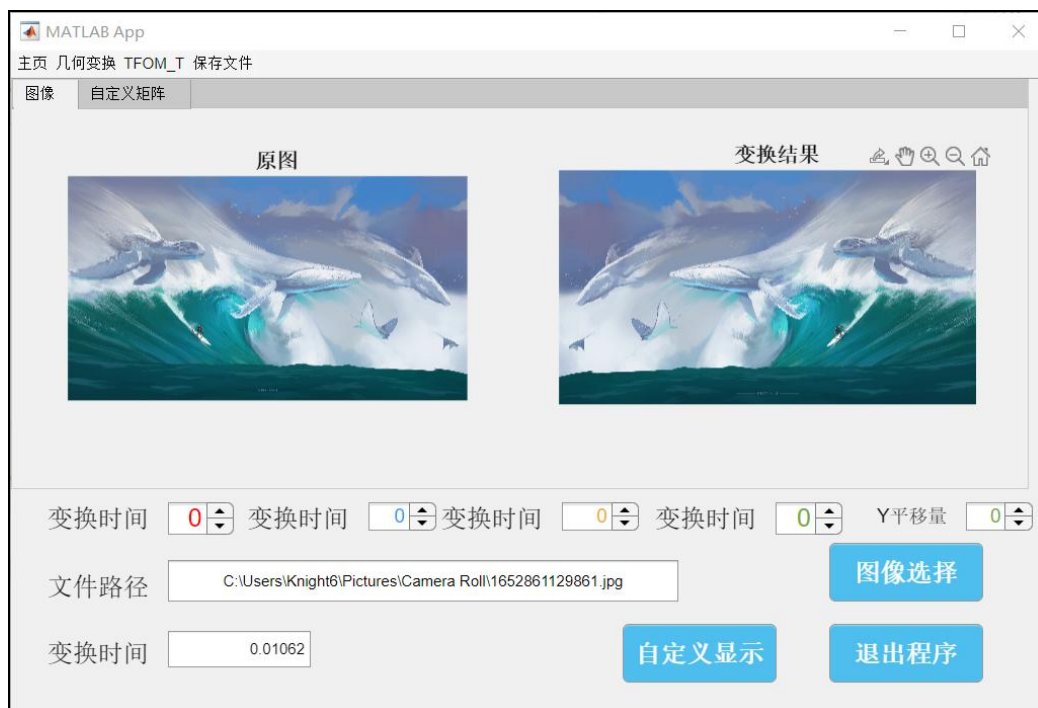 MATLAB App
主页 几何变换 TFOM_T 保存文件
图像 自定义矩阵
原图 变换结果
变换时间 0 变换时间 0 变换时间 0 变换时间 0 Y平移量 0
文件路径 C:\Users\Knight6\Pictures\Camera Roll\1652861129861.jpg 图像选择
变换时间 0.01062 自定义显示 退出程序